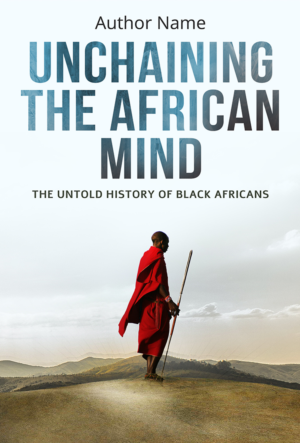 Author Name
UNCHAINING
THE AFRICAN
MIND
THE UNTOLD HISTORY OF BLACK AFRICANS